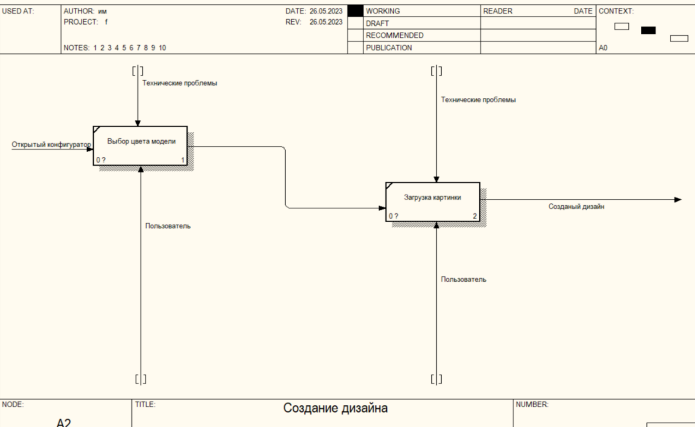 USED AT:
AUTHOR: им
DATE: 26.05.2023
WORKING
READER
DATE
CONTEXT:
PROJECT: f
REV: 26.05.2023
DRAFT
RECOMMENDED
NOTES: 1 2 3 4 5 6 7 8 9 10
PUBLICATION
A0
Технические проблемы
Технические проблемы
Открытый конфигуратор
Выбор цвета модели
0 ?
1
Загрузка картинки
0 ?
2
Созданый дизайн
Пользователь
Пользователь
NODE:
TITLE:
NUMBER:
Создание дизайна
A2